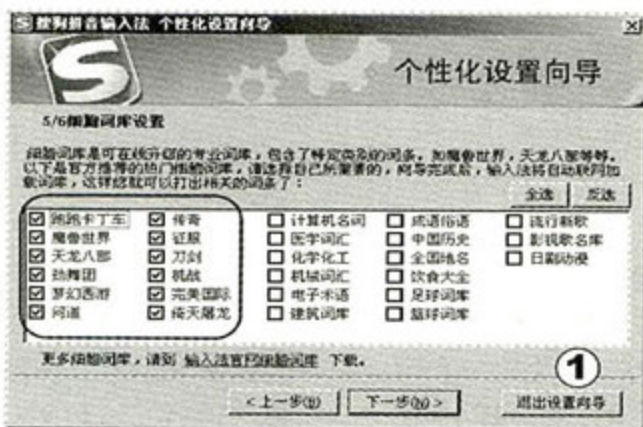 搜狗拼音输入法 个性化设置向导
个性化设置向导
5/6细胞词库设置
细胞词库是可在线升级的专业词库，包含了特定类别的词条。如魔兽世界，天龙八部等等。
以下是官方推荐的热门细胞词库，请选择自己所需要的，向导完成后，输入法将自动联网加
载词库，这样您就可以打出相关的词条了：
全选 反选
跑跑卡丁车 传奇 计算机名词 成语俗语 流行新歌
魔兽世界 征服 医学词汇 中国历史 影视歌名库
天龙八部 刀剑 化学化工 全国地名 日剧动漫
劲舞团 机战 机械词汇 饮食大全
梦幻西游 完美国际 电子术语 足球词库
问道 倚天屠龙 建筑词库 篮球词库
更多细胞词库，请到 输入法官网细胞词库 下载。
1
<上一步(B) 下一步(N)> 退出设置向导